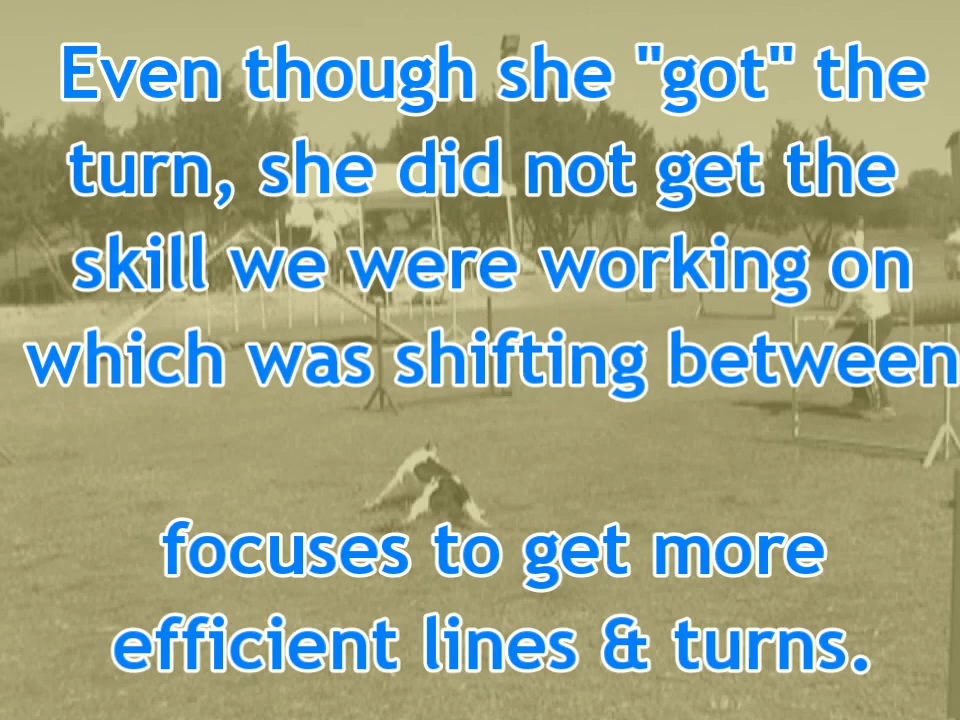 Even though she "got" the
turn, she did not get the
skill we were working on
which was shifting between
focuses to get more
efficient lines & turns.